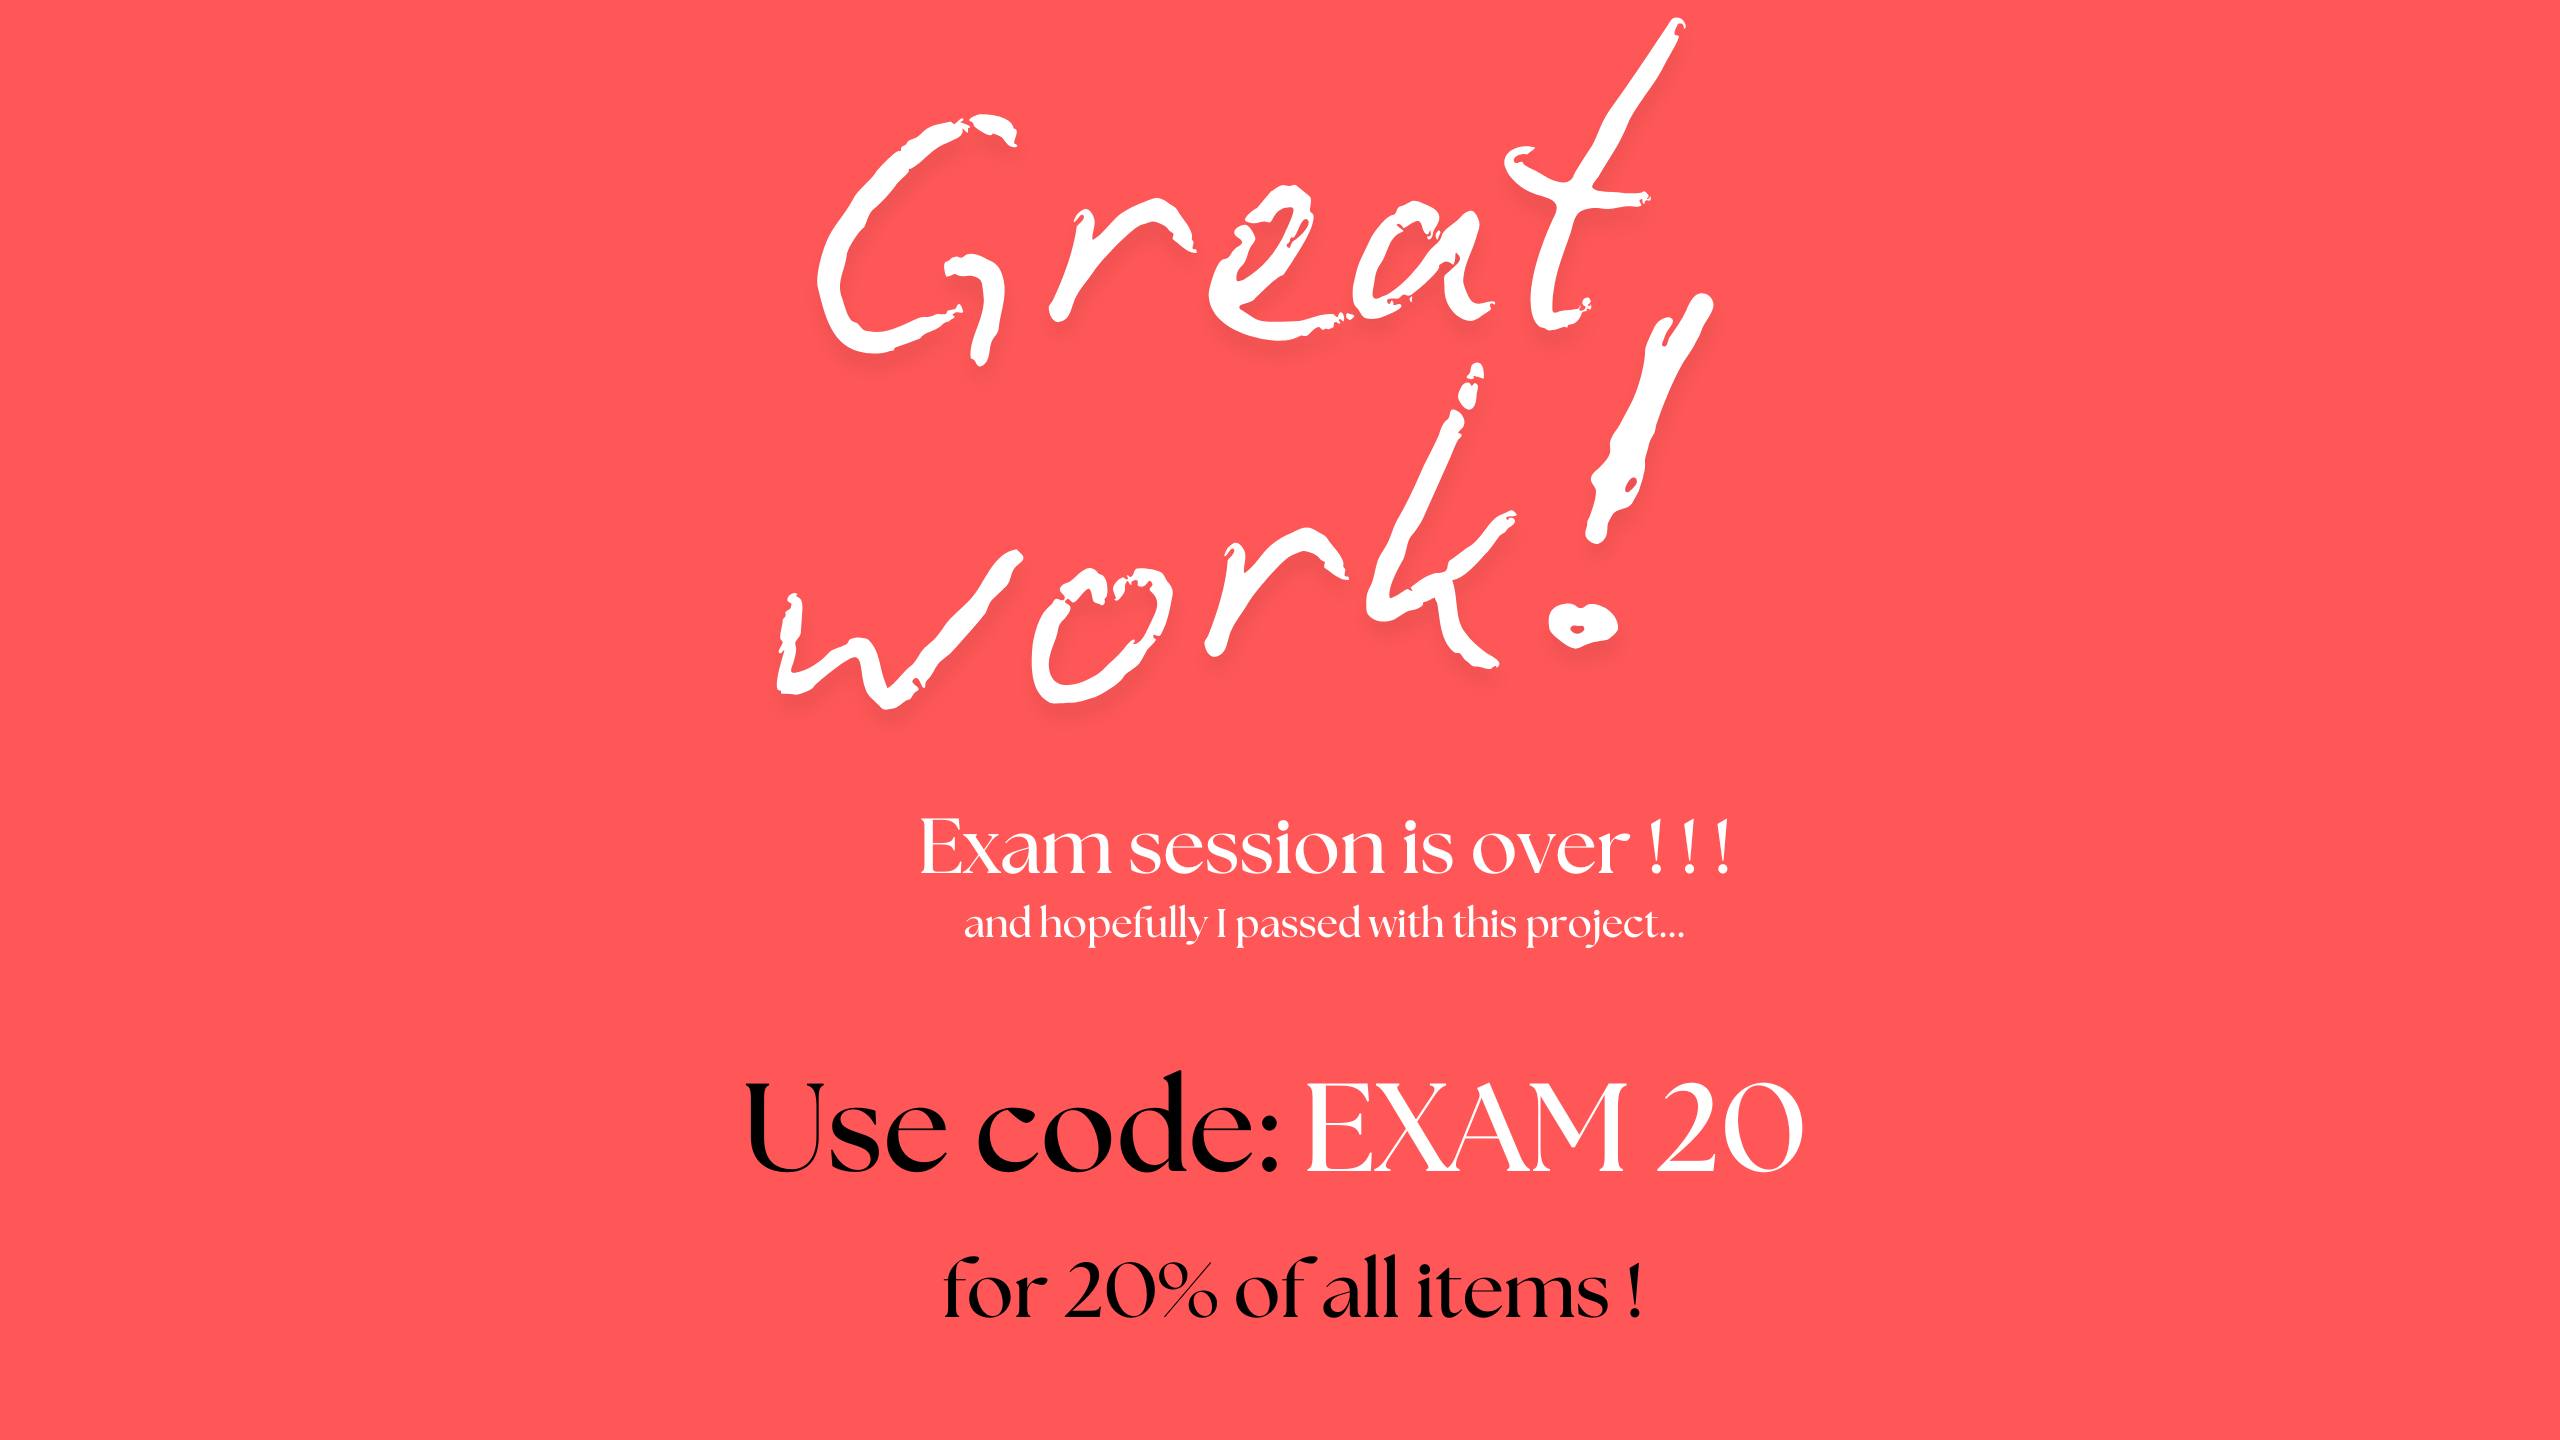 Great
work!
Exam session is over ! ! !
and hopefully I passed with this project...
Use code: EXAM 20
for 20% of all items !